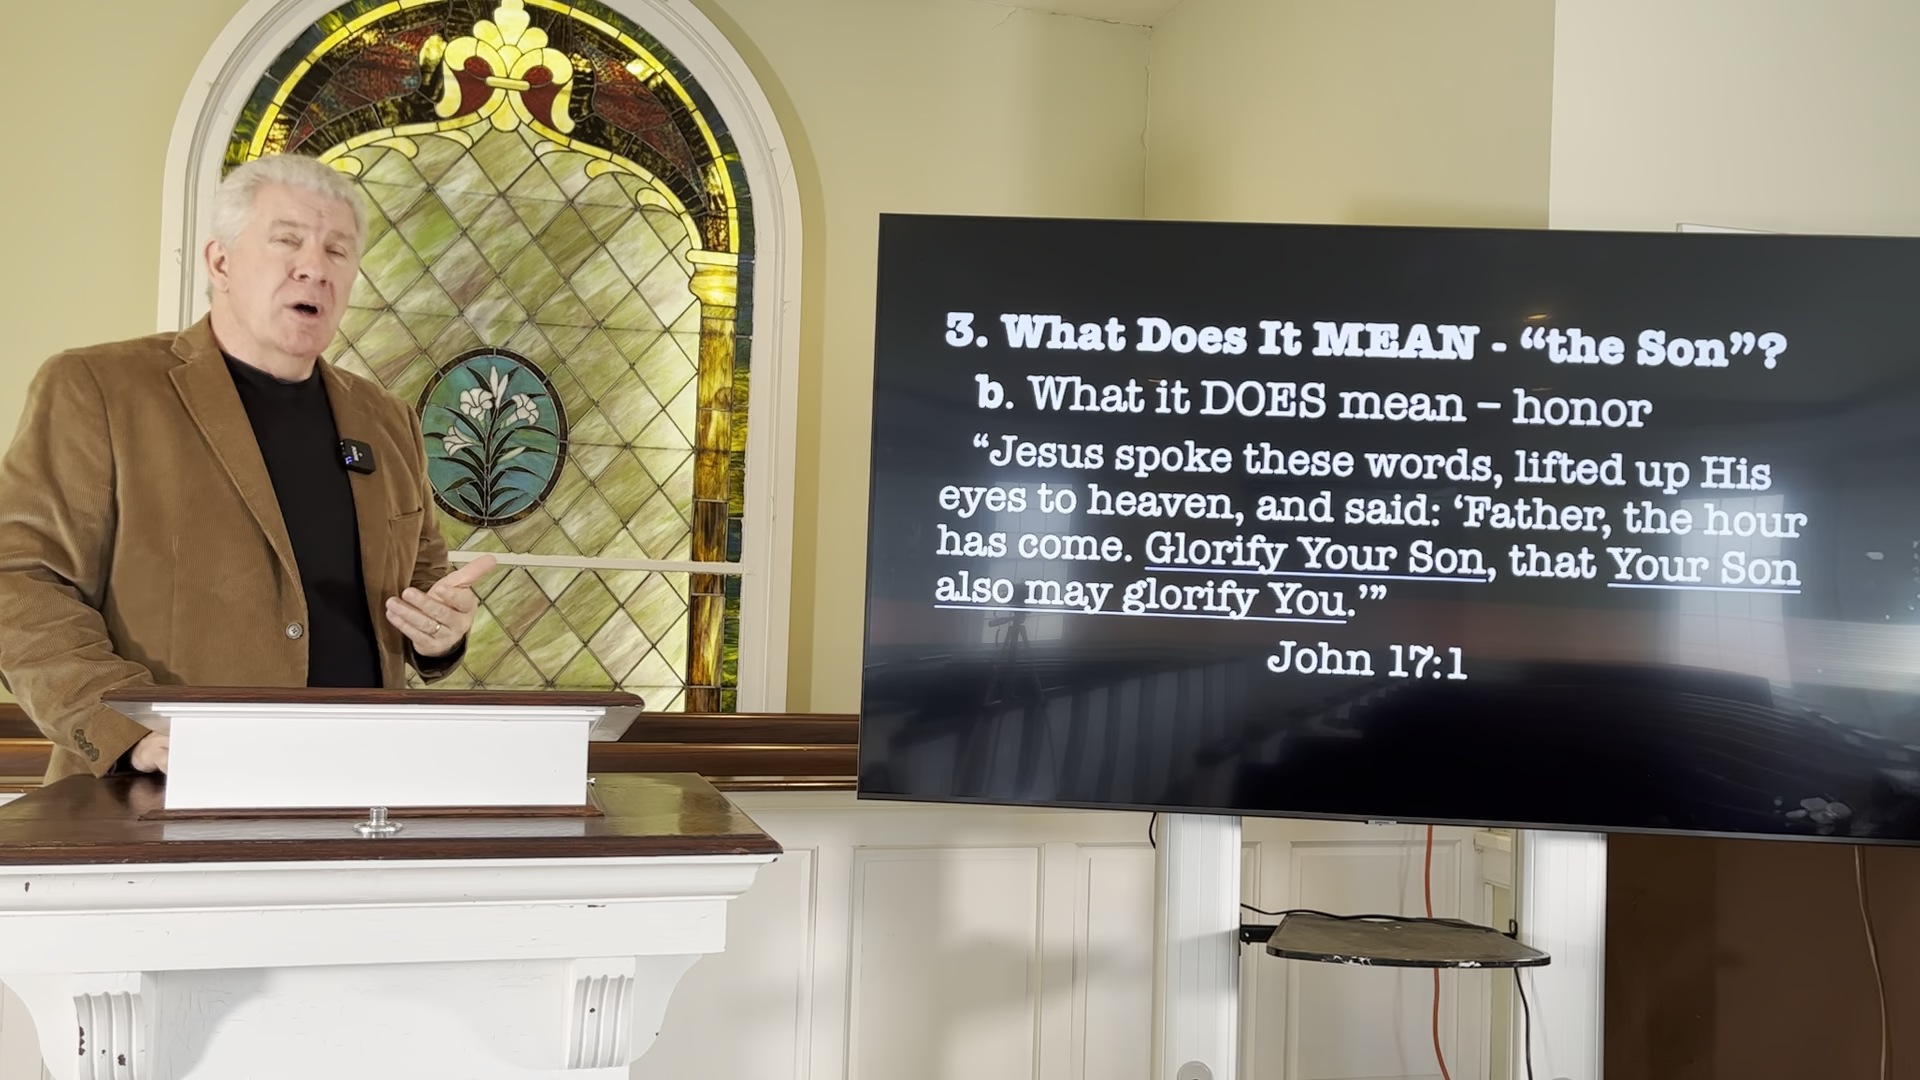 3. What Does It MEAN - “the Son”?
b. What it DOES mean – honor
“Jesus spoke these words, lifted up His
eyes to heaven, and said: ‘Father, the hour
has come. Glorify Your Son, that Your Son
also may glorify You.’”
John 17:1